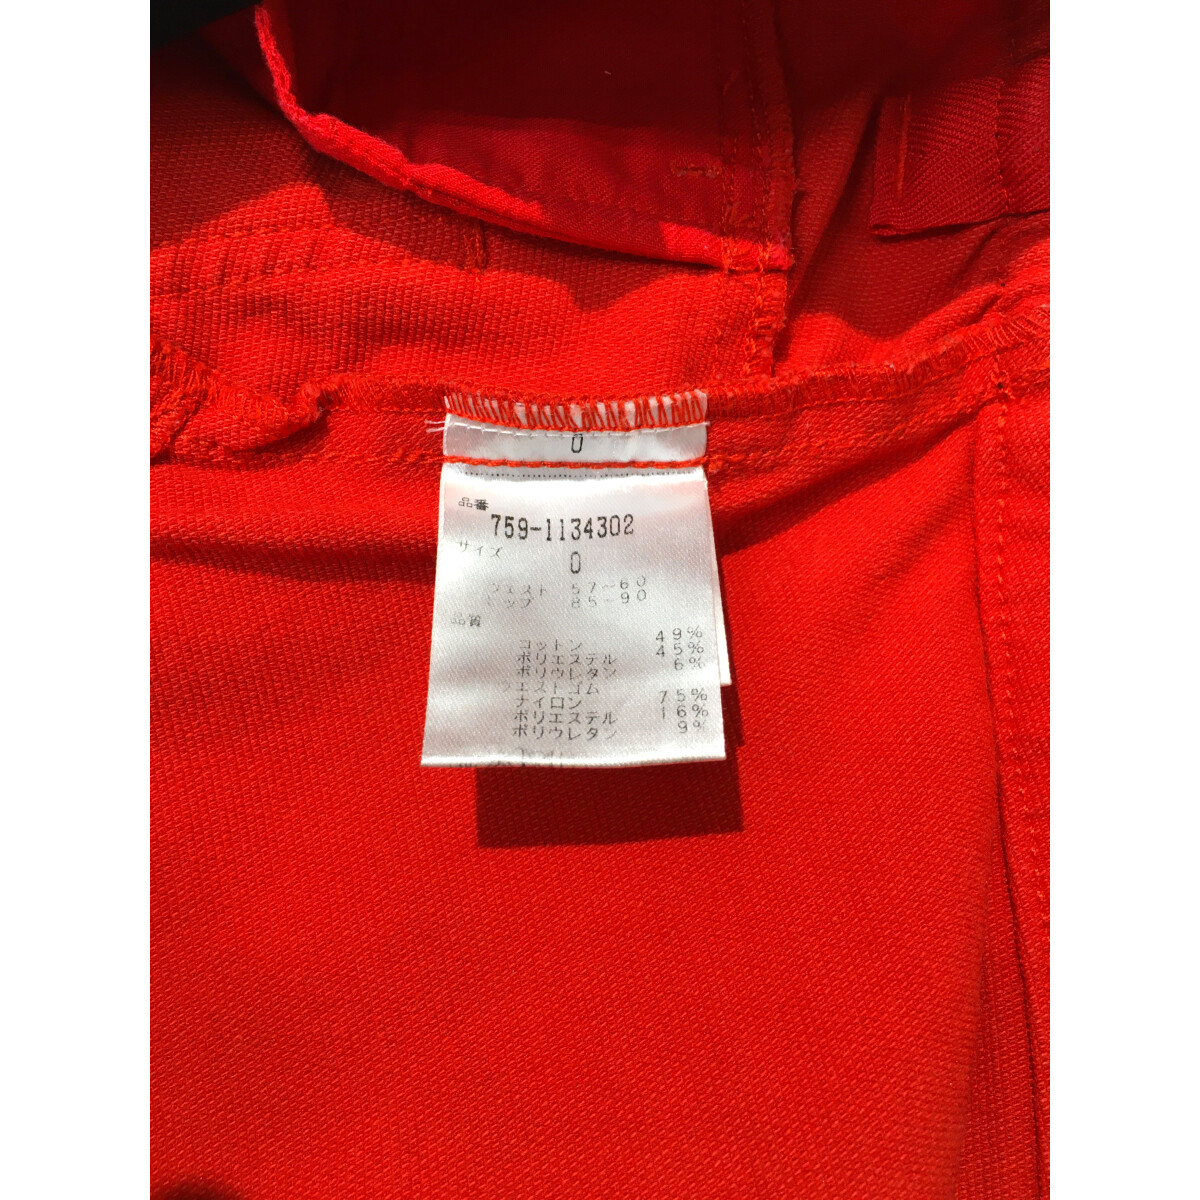 0
品番
759-1134302
サイズ
0
ウエスト 57~60
ヒップ 85~90
品質
49%
コットン 45%
ポリエステル 6%
ポリウレタン
ウエストゴム
ナイロン 75%
ポリエステル 16%
ポリウレタン 9%